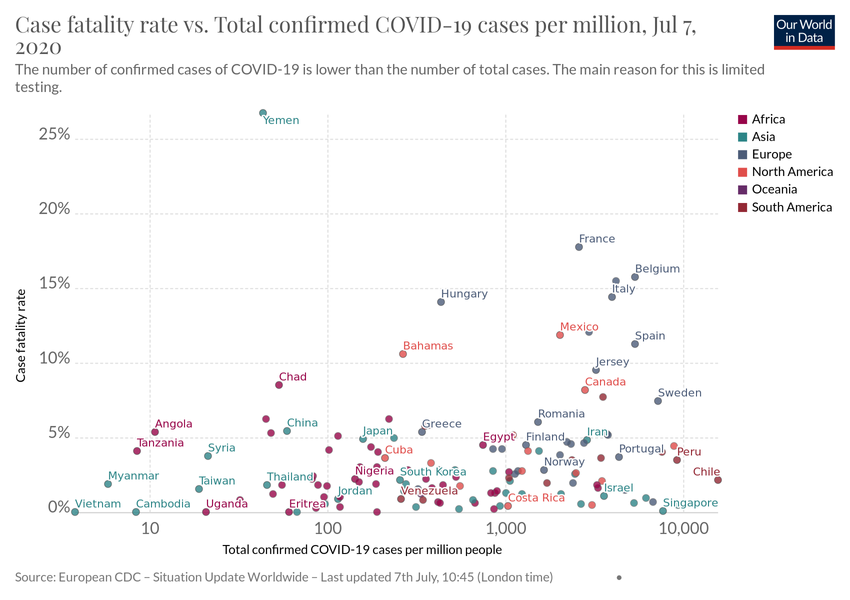 Case fatality rate vs. Total confirmed COVID-19 cases per million, Jul 7,
2020
Our World
in Data
The number of confirmed cases of COVID-19 is lower than the number of total cases. The main reason for this is limited
testing.
Yemen
Africa
Asia
Europe
North America
Oceania
South America
25%
20%
15%
10%
5%
0%
Case fatality rate
France
Belgium
Italy
Hungary
Mexico
Spain
Bahamas
Jersey
Chad
Canada
Sweden
Romania
Angola
China
Japan
Greece
Egypt
Finland
Iran
Tanzania
Syria
Cuba
Norway
Portugal
Peru
Myanmar
Taiwan
Thailand
Nigeria
South Korea
Chile
Jordan
Venezuela
Israel
Costa Rica
Vietnam
Cambodia
Uganda
Eritrea
Singapore
10
100
1,000
10,000
Total confirmed COVID-19 cases per million people
Source: European CDC – Situation Update Worldwide – Last updated 7th July, 10:45 (London time)